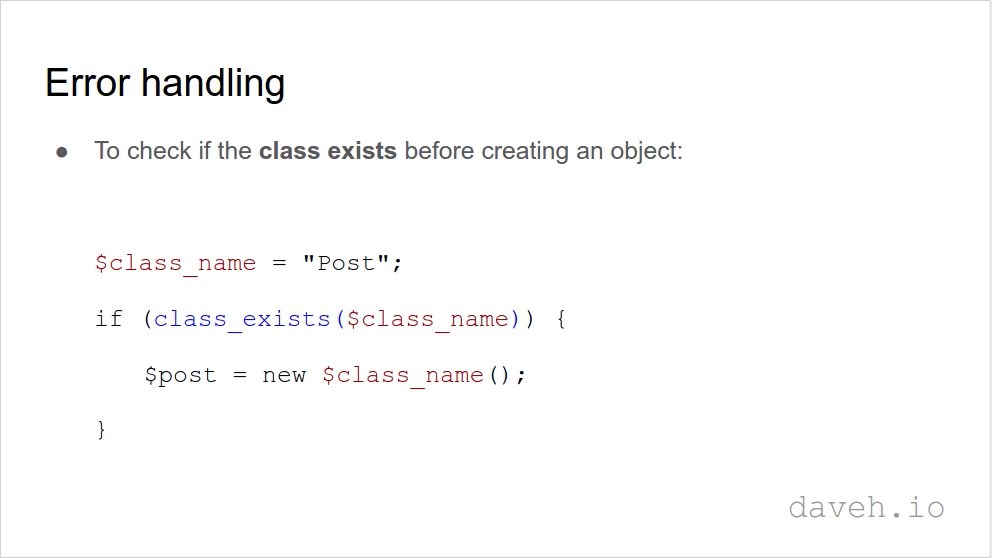 Error handling
● To check if the class exists before creating an object:
$class_name = "Post";
if (class_exists($class_name)) {
$post = new $class_name();
}
daveh.io